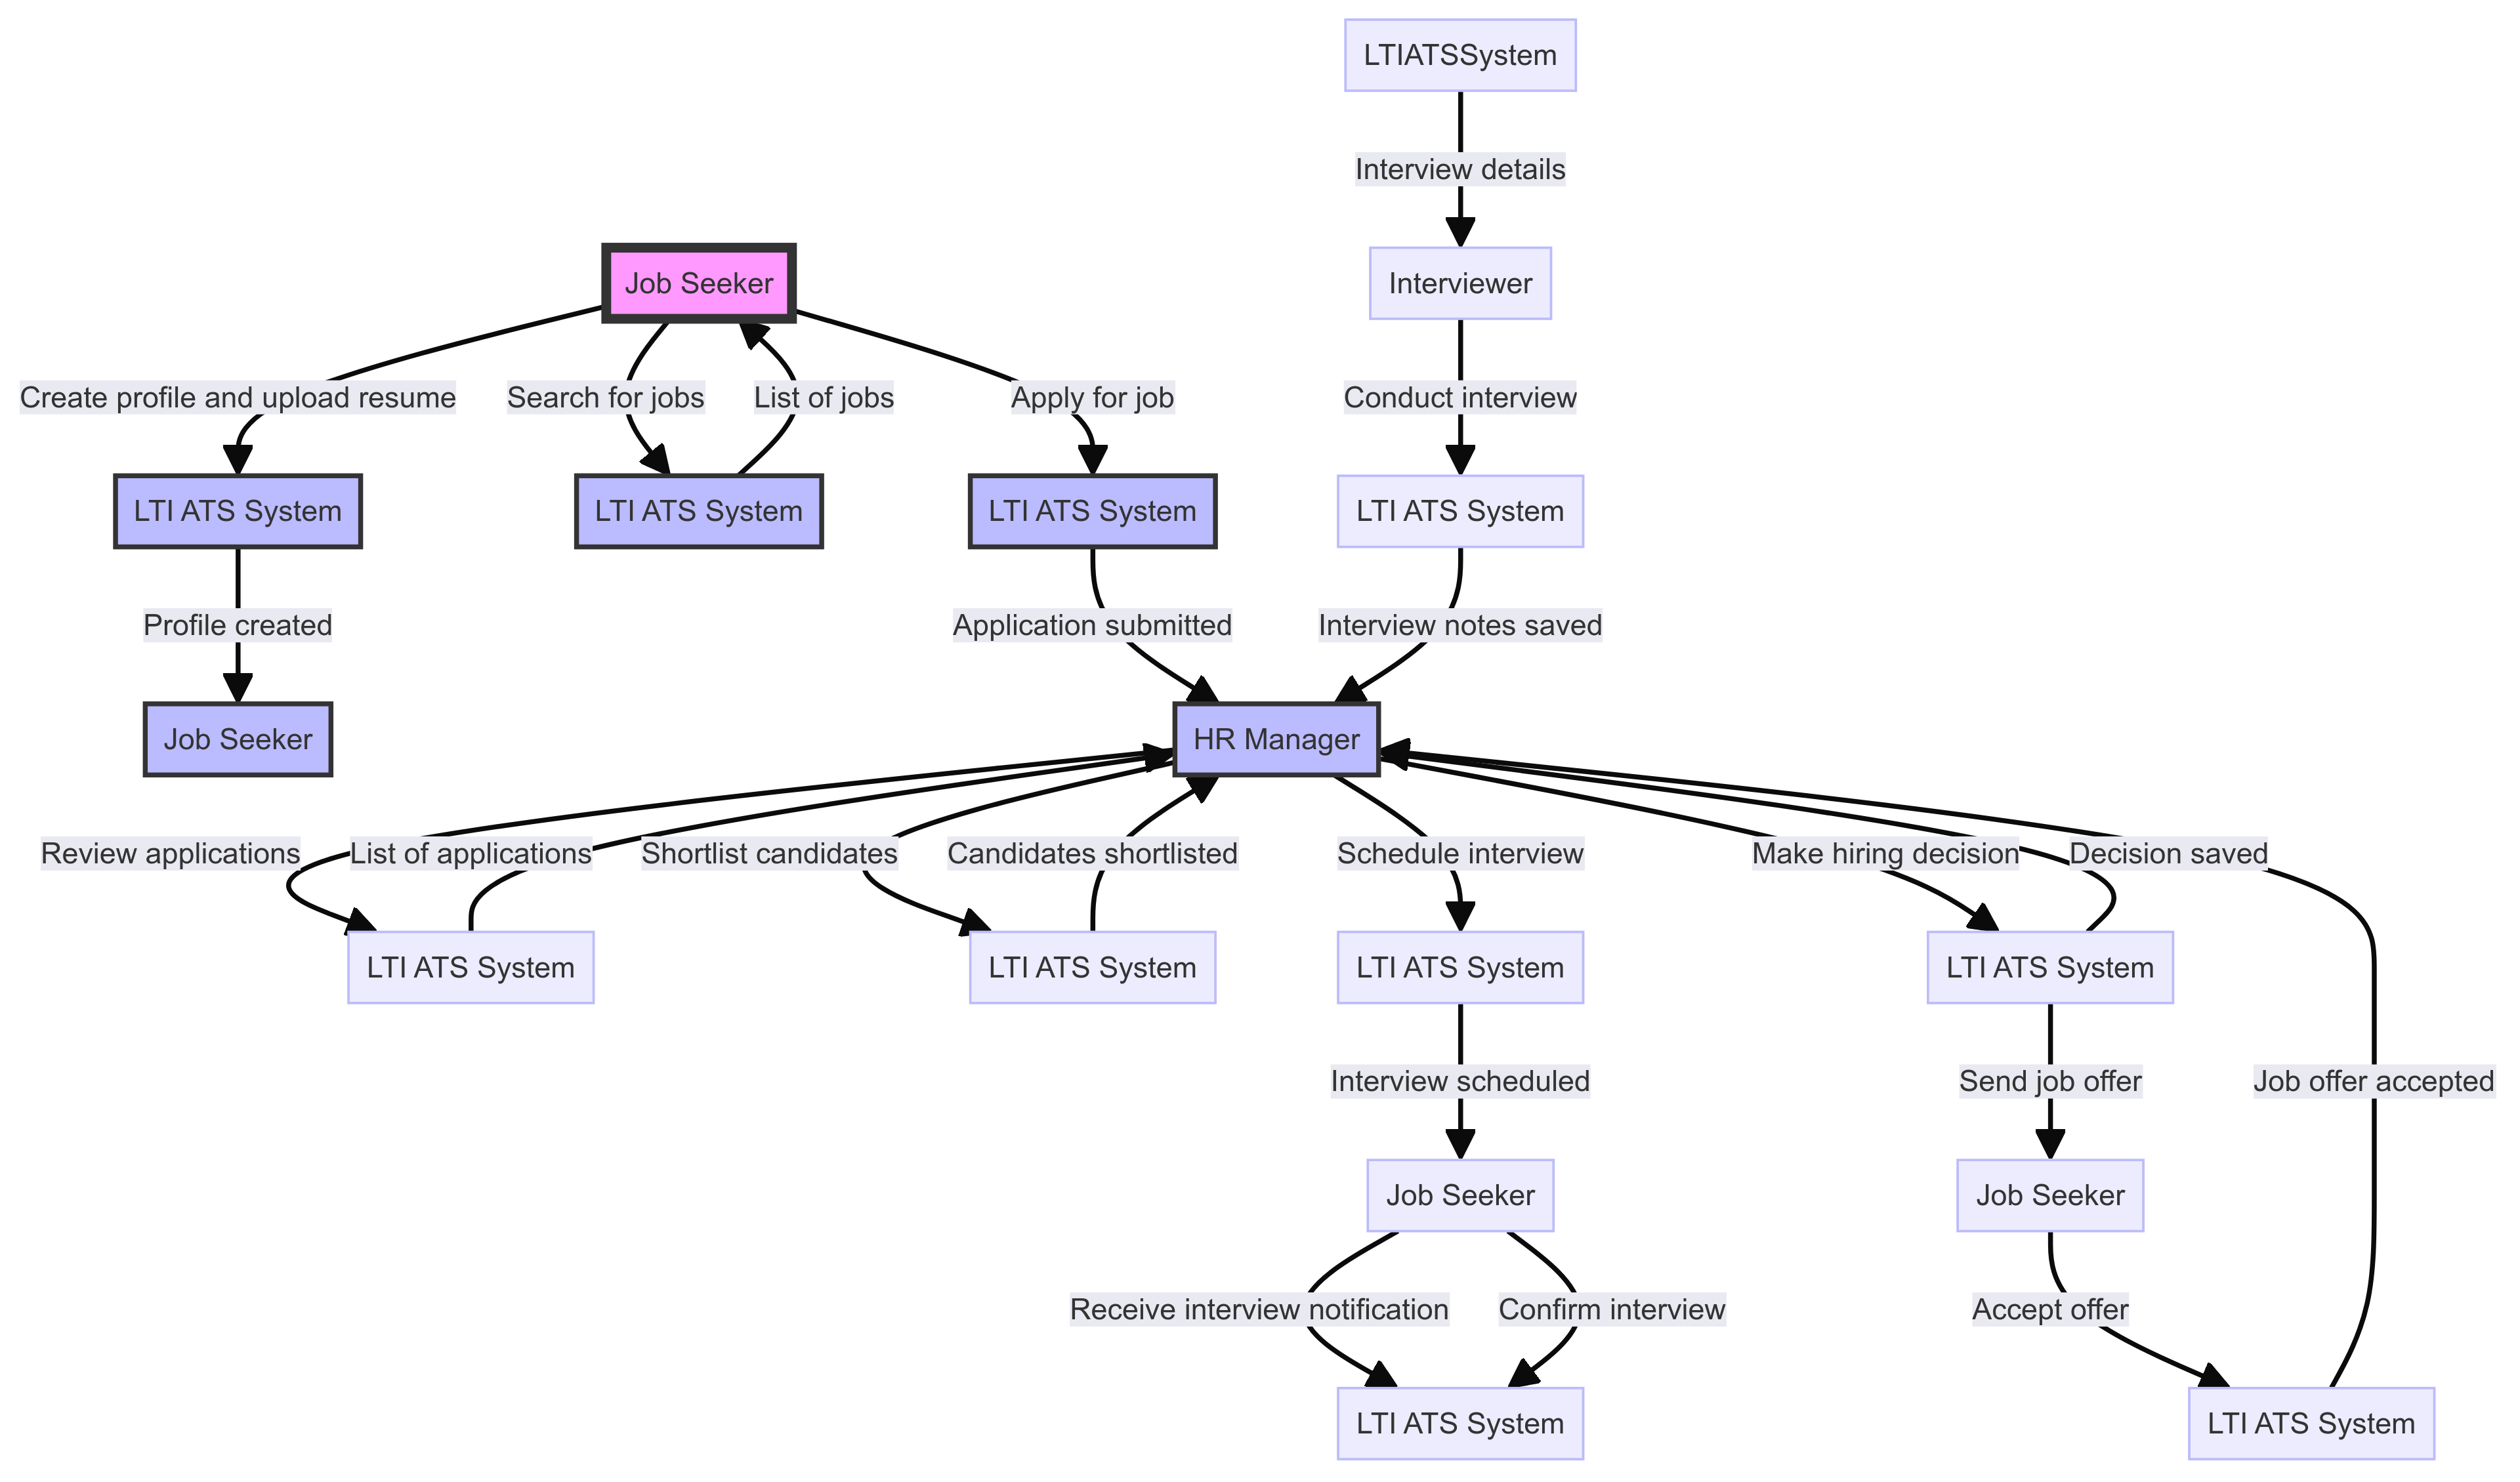 LTIATSSystem
Interview details
Job Seeker
Interviewer
Create profile and upload resume
Search for jobs
List of jobs
Apply for job
Conduct interview
LTI ATS System
LTI ATS System
LTI ATS System
LTI ATS System
Profile created
Application submitted
Interview notes saved
Job Seeker
HR Manager
Review applications
List of applications
Shortlist candidates
Candidates shortlisted
Schedule interview
Make hiring decision
Decision saved
LTI ATS System
LTI ATS System
LTI ATS System
LTI ATS System
Interview scheduled
Send job offer
Job offer accepted
Job Seeker
Job Seeker
Receive interview notification
Confirm interview
Accept offer
LTI ATS System
LTI ATS System